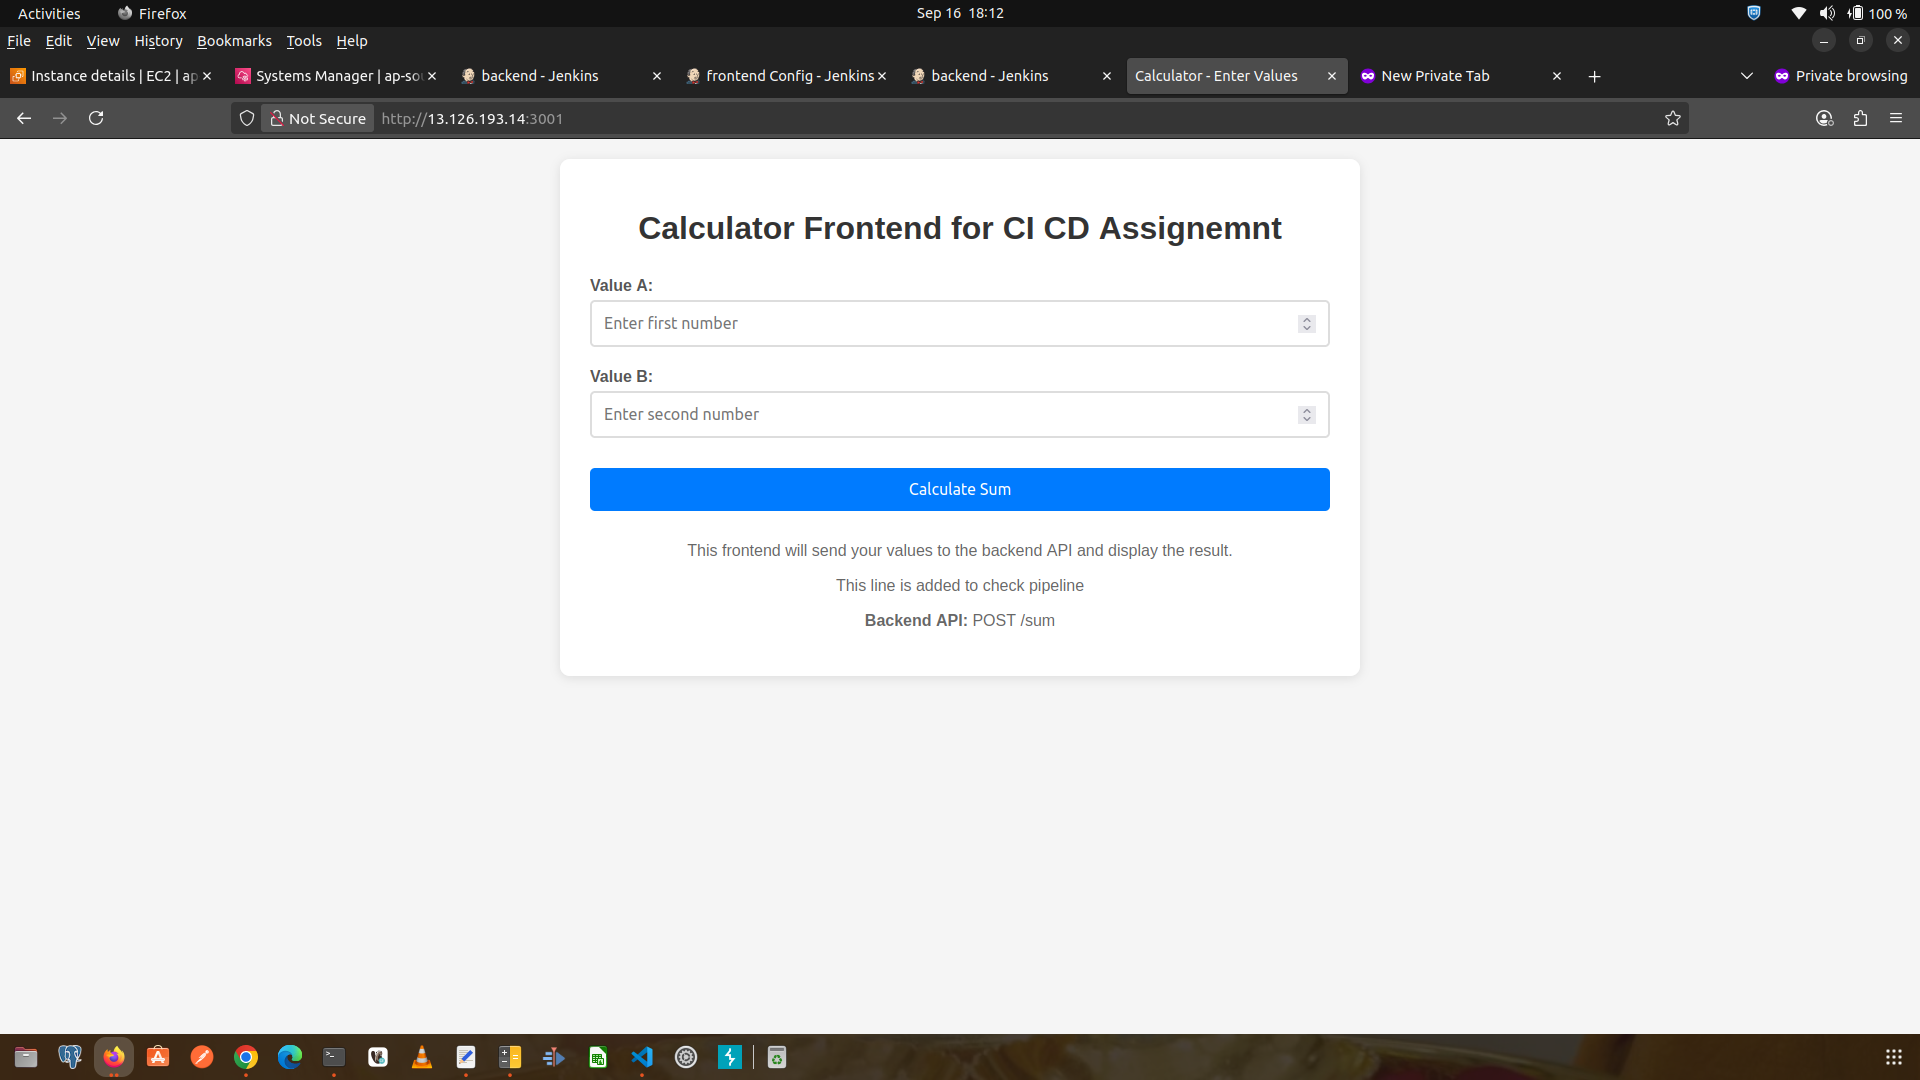 Activities
Firefox
Sep 16 18:12
100 %
File Edit View History Bookmarks Tools Help
Instance details | EC2 | ap
Systems Manager | ap-sou
backend - Jenkins
frontend Config - Jenkins
backend - Jenkins
Calculator - Enter Values
New Private Tab
Private browsing
Not Secure
http://13.126.193.14:3001
Calculator Frontend for CI CD Assignemnt
Value A:
Enter first number
Value B:
Enter second number
Calculate Sum
This frontend will send your values to the backend API and display the result.
This line is added to check pipeline
Backend API: POST /sum